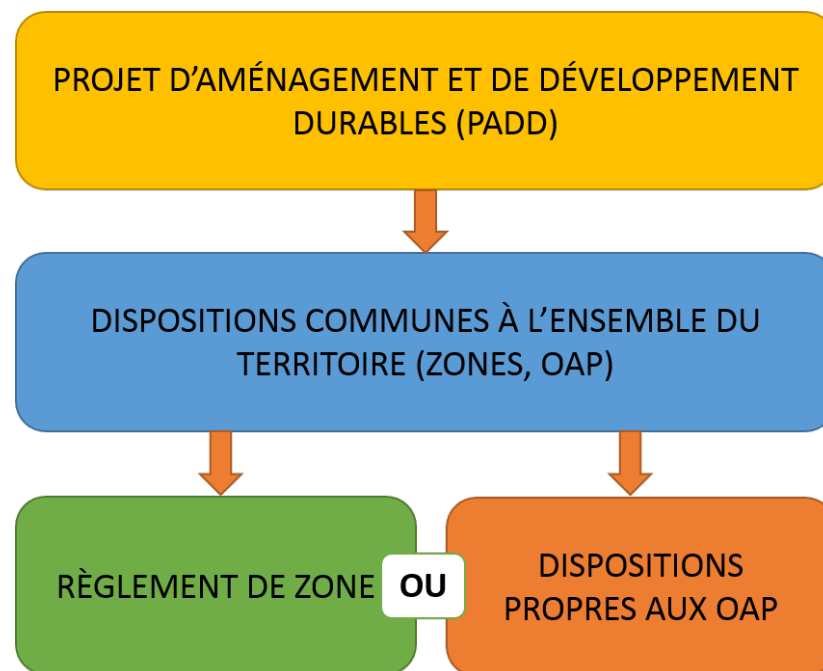 PROJET D’AMÉNAGEMENT ET DE DÉVELOPPEMENT
DURABLES (PADD)
DISPOSITIONS COMMUNES À L’ENSEMBLE DU
TERRITOIRE (ZONES, OAP)
RÈGLEMENT DE ZONE
OU
DISPOSITIONS
PROPRES AUX OAP